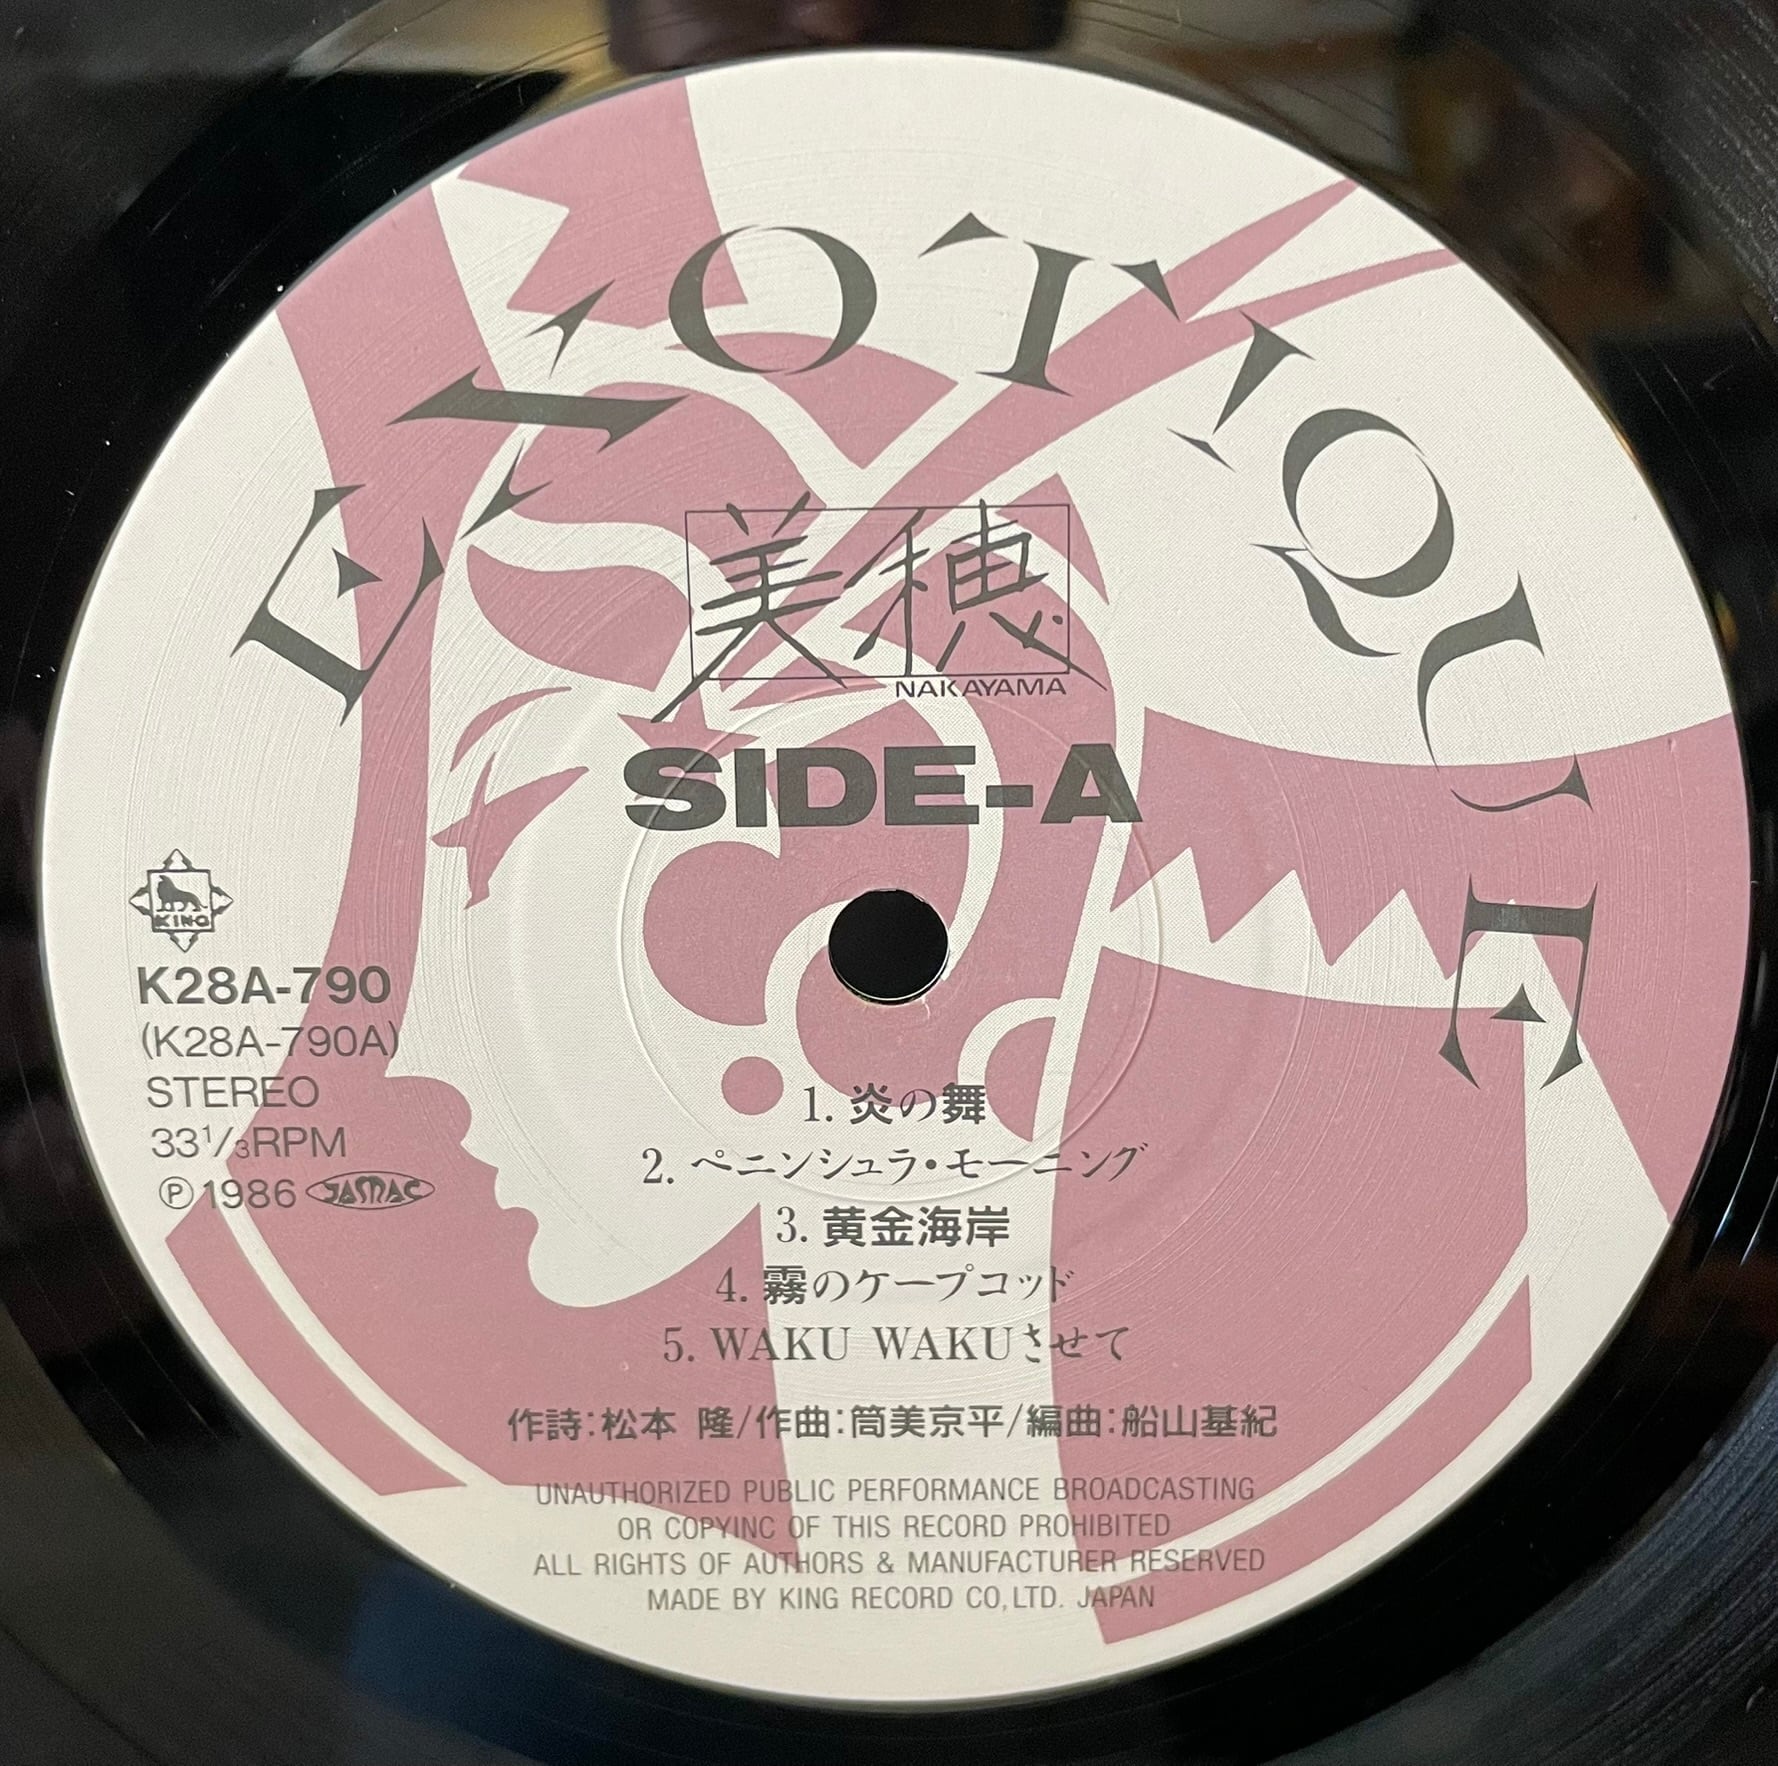 EXOTIQUE
美穂
NAKAYAMA
SIDE-A
KING
K28A-790
(K28A-790A)
STEREO
33 1/3RPM
Ⓟ1986 JASRAC
1. 炎の舞
2. ペニンシュラ・モーニング
3. 黄金海岸
4. 霧のケープコッド
5. WAKU WAKUさせて
作詩:松本 隆/作曲:筒美京平/編曲:船山基紀
UNAUTHORIZED PUBLIC PERFORMANCE BROADCASTING
OR COPYINC OF THIS RECORD PROHIBITED
ALL RIGHTS OF AUTHORS & MANUFACTURER RESERVED
MADE BY KING RECORD CO,LTD. JAPAN